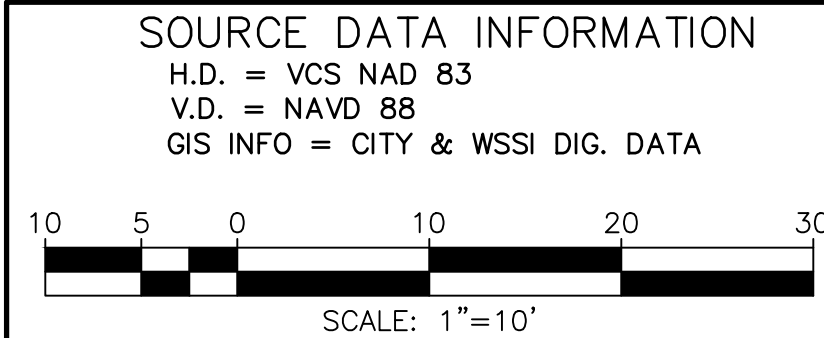 SOURCE DATA INFORMATION
H.D. = VCS NAD 83
V.D. = NAVD 88
GIS INFO = CITY & WSSI DIG. DATA
10 5 0 10 20 30
SCALE: 1"=10'